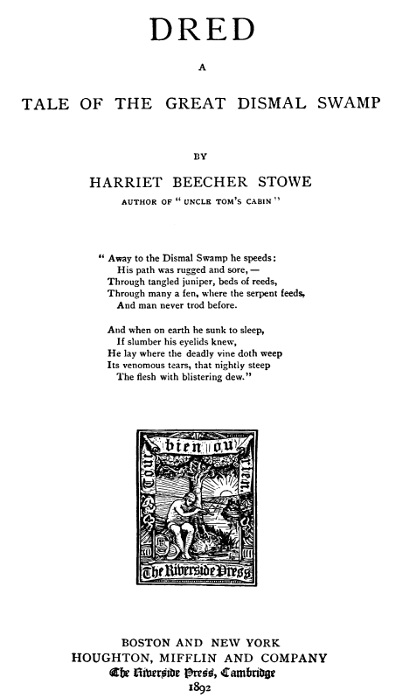 DRED
A
TALE OF THE GREAT DISMAL SWAMP
BY
HARRIET BEECHER STOWE
AUTHOR OF "UNCLE TOM'S CABIN"
"Away to the Dismal Swamp he speeds:
His path was rugged and sore, —
Through tangled juniper, beds of reeds,
Through many a fen, where the serpent feeds,
And man never trod before.
And when on earth he sunk to sleep,
If slumber his eyelids knew,
He lay where the deadly vine doth weep
Its venomous tears, that nightly steep
The flesh with blistering dew."
Tout bien ou rien
The Riverside Press
BOSTON AND NEW YORK
HOUGHTON, MIFFLIN AND COMPANY
The Riverside Press, Cambridge
1892